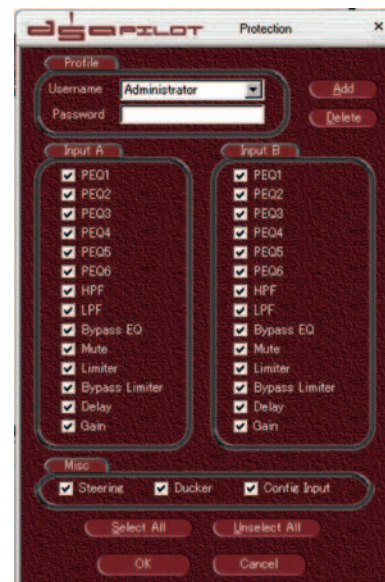 dsa PILOT Protection ×
Profile
Username Administrator Add
Password Delete
Input A Input B
PEQ1 PEQ1
PEQ2 PEQ2
PEQ3 PEQ3
PEQ4 PEQ4
PEQ5 PEQ5
PEQ6 PEQ6
HPF HPF
LPF LPF
Bypass EQ Bypass EQ
Mute Mute
Limiter Limiter
Bypass Limiter Bypass Limiter
Delay Delay
Gain Gain
Misc
Steering Ducker Config Input
Select All Unselect All
OK Cancel